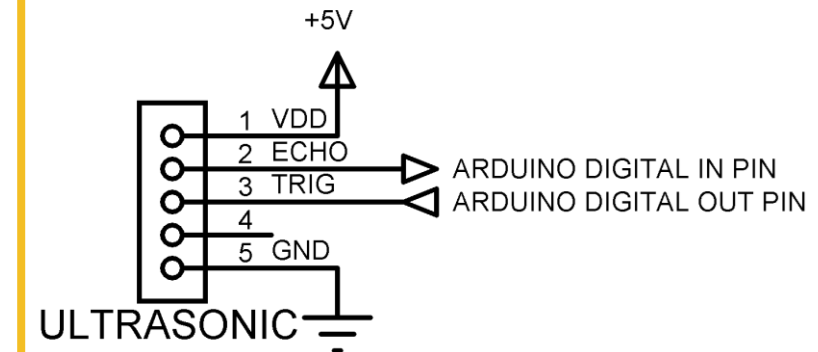 +5V
1 VDD
2 ECHO
ARDUINO DIGITAL IN PIN
3 TRIG
ARDUINO DIGITAL OUT PIN
4
5 GND
ULTRASONIC